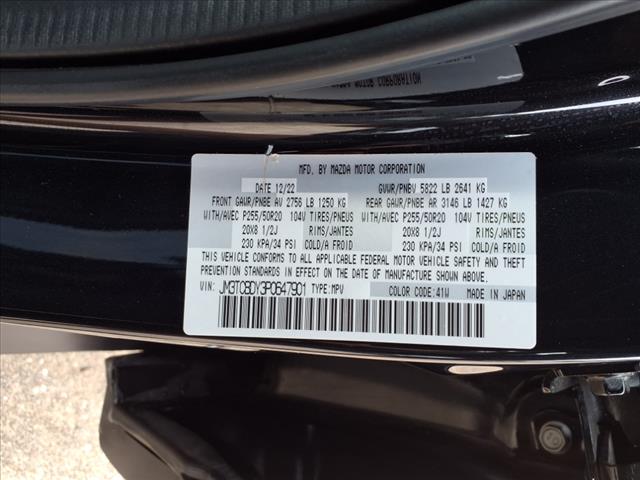 MFD. BY MAZDA MOTOR CORPORATION
DATE 12/22 GVWR/PNBV 5822 LB 2641 KG
FRONT GAWR/PNBE AV 2756 LB 1250 KG REAR GAWR/PNBE AR 3146 LB 1427 KG
WITH/AVEC P255/50R20 104V TIRES/PNEUS WITH/AVEC P255/50R20 104V TIRES/PNEUS
20X8 1/2J RIMS/JANTES 20X8 1/2J RIMS/JANTES
230 KPA/34 PSI COLD/A FROID 230 KPA/34 PSI COLD/A FROID
THIS VEHICLE CONFORMS TO ALL APPLICABLE FEDERAL MOTOR VEHICLE SAFETY AND THEFT
PREVENTION STANDARDS IN EFFECT ON THE DATE OF MANUFACTURE SHOWN ABOVE.
VIN: JM3TCBDY3P0647901 TYPE: MPV COLOR CODE: 41W MADE IN JAPAN